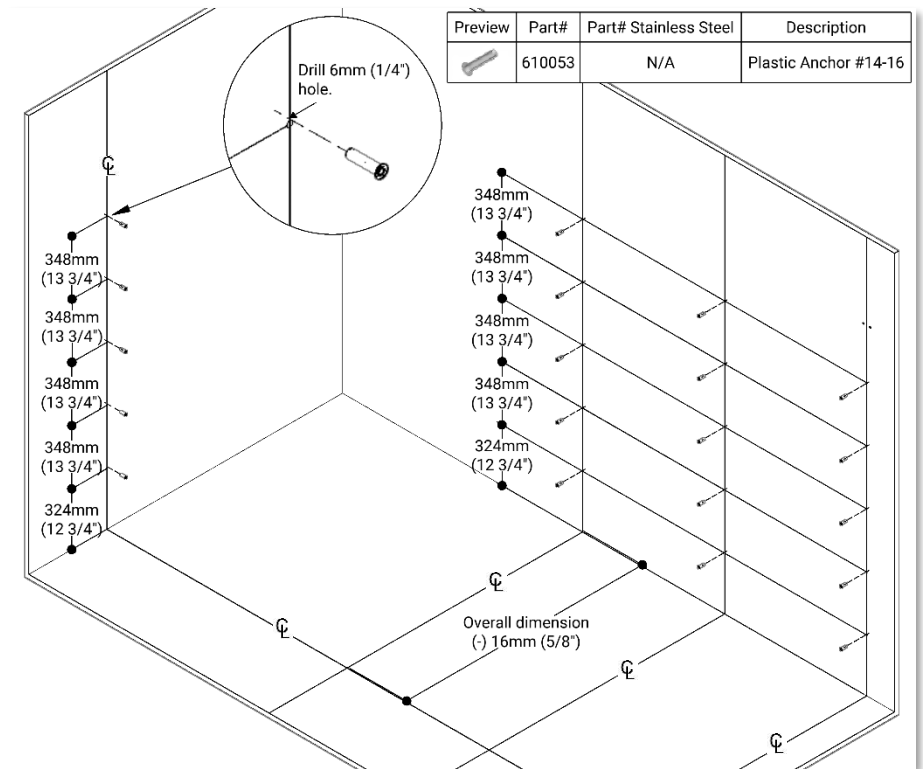 Preview Part# Part# Stainless Steel Description
610053 N/A Plastic Anchor #14-16
Drill 6mm (1/4")
hole.
℄
348mm
(13 3/4")
348mm
(13 3/4")
348mm
(13 3/4")
348mm
(13 3/4")
324mm
(12 3/4")
348mm
(13 3/4")
348mm
(13 3/4")
348mm
(13 3/4")
348mm
(13 3/4")
324mm
(12 3/4")
℄
℄
Overall dimension
(-) 16mm (5/8")
℄
℄